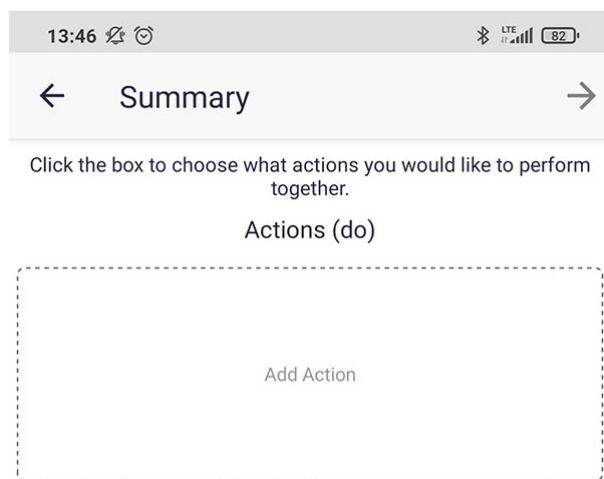 13:46 LTE 82
Summary
Click the box to choose what actions you would like to perform
together.
Actions (do)
Add Action